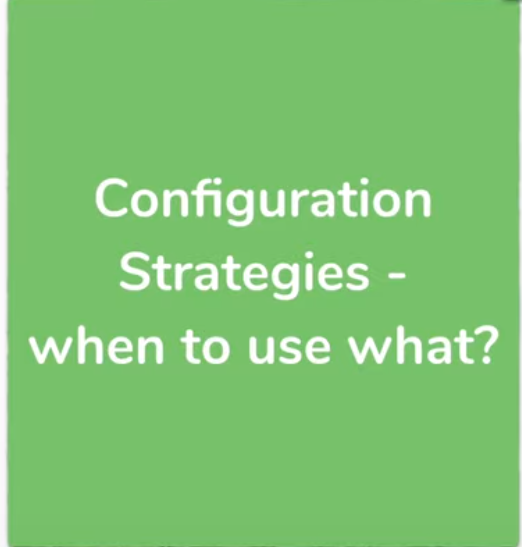 Configuration
Strategies -
when to use what?